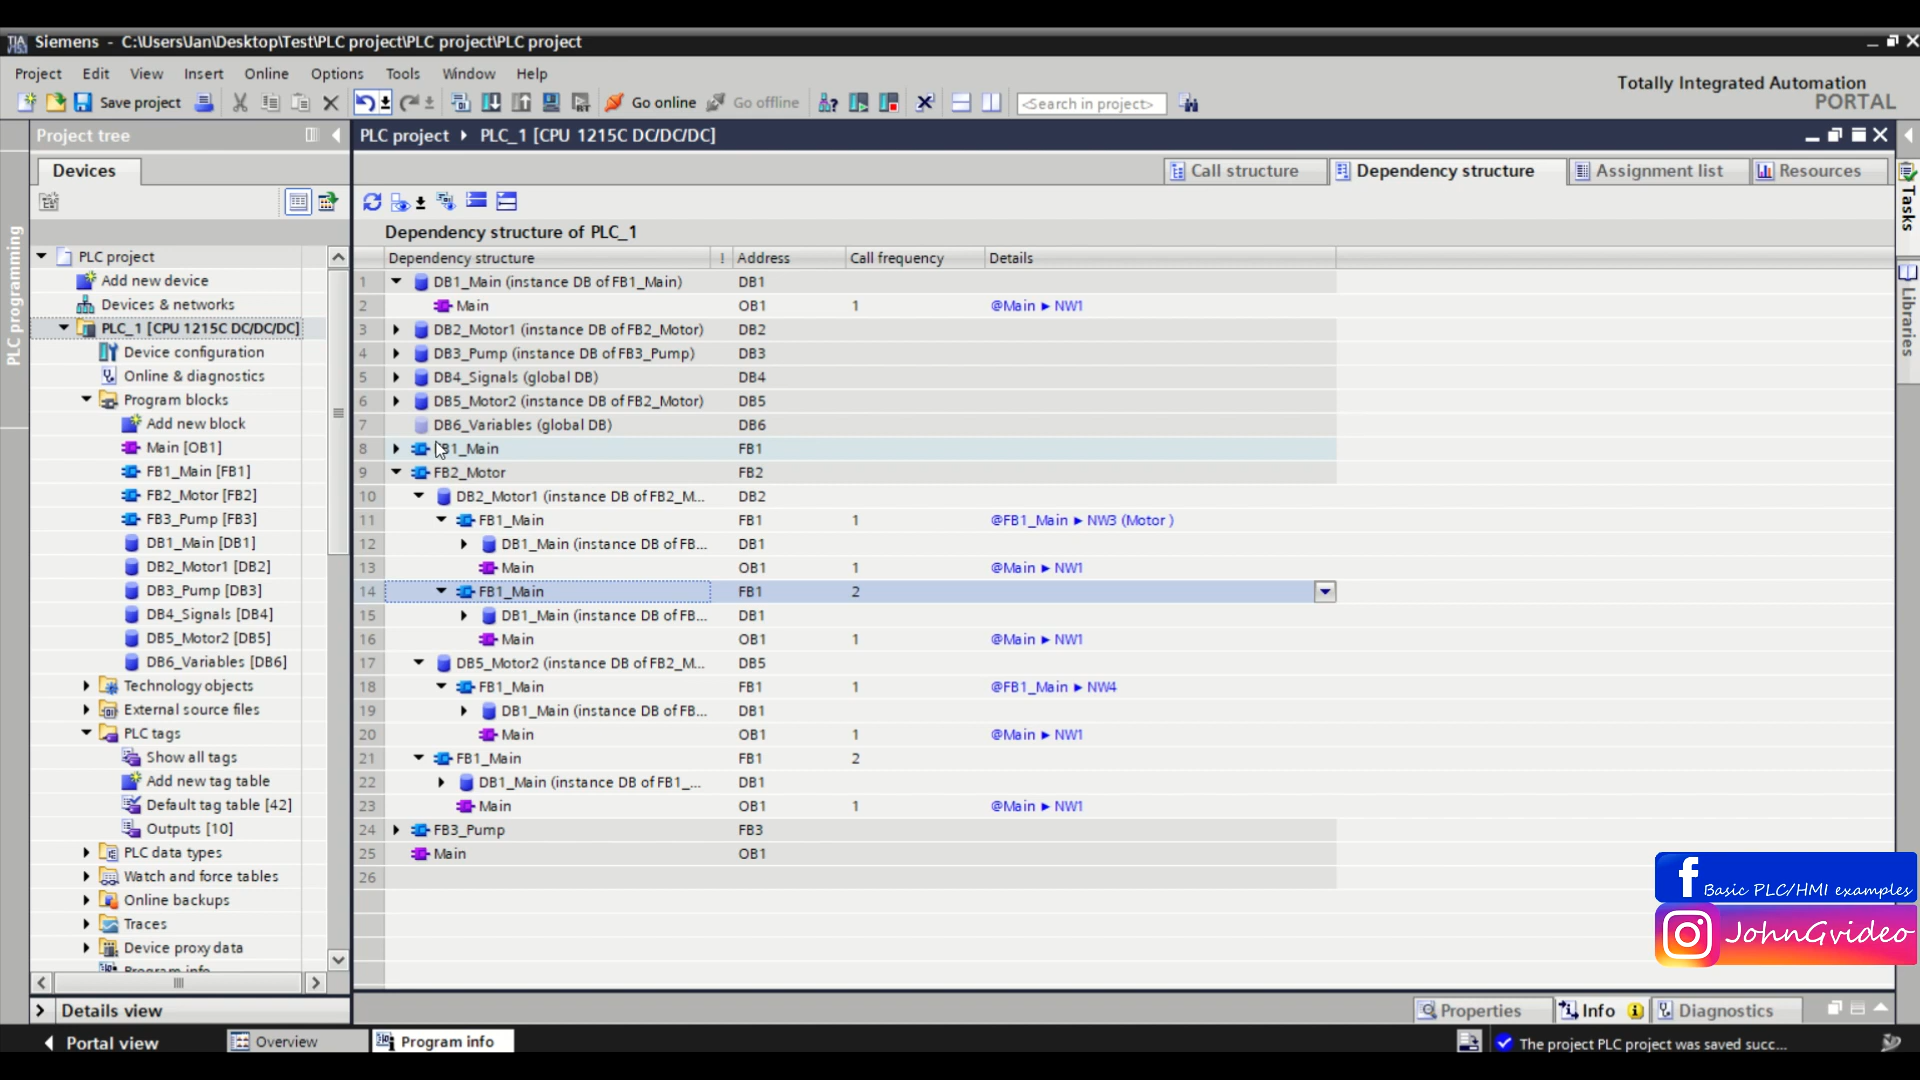 Siemens - C:\Users\Jan\Desktop\Test\PLC project\PLC project\PLC project
Project Edit View Insert Online Options Tools Window Help
Totally Integrated Automation
PORTAL
Save project Go online Go offline <Search in project>
Project tree
PLC project ▸ PLC_1 [CPU 1215C DC/DC/DC]
Devices
Call structure Dependency structure Assignment list Resources
Tasks
Libraries
PLC programming
Dependency structure of PLC_1
Dependency structure ! Address Call frequency Details
1 DB1_Main (instance DB of FB1_Main) DB1
2 Main OB1 1 @Main ▸ NW1
3 DB2_Motor1 (instance DB of FB2_Motor) DB2
4 DB3_Pump (instance DB of FB3_Pump) DB3
5 DB4_Signals (global DB) DB4
6 DB5_Motor2 (instance DB of FB2_Motor) DB5
7 DB6_Variables (global DB) DB6
8 FB1_Main FB1
9 FB2_Motor FB2
10 DB2_Motor1 (instance DB of FB2_M... DB2
11 FB1_Main FB1 1 @FB1_Main ▸ NW3 (Motor )
12 DB1_Main (instance DB of FB... DB1
13 Main OB1 1 @Main ▸ NW1
14 FB1_Main FB1 2
15 DB1_Main (instance DB of FB... DB1
16 Main OB1 1 @Main ▸ NW1
17 DB5_Motor2 (instance DB of FB2_M... DB5
18 FB1_Main FB1 1 @FB1_Main ▸ NW4
19 DB1_Main (instance DB of FB... DB1
20 Main OB1 1 @Main ▸ NW1
21 FB1_Main FB1 2
22 DB1_Main (instance DB of FB1_... DB1
23 Main OB1 1 @Main ▸ NW1
24 FB3_Pump FB3
25 Main OB1
26
PLC project
Add new device
Devices & networks
PLC_1 [CPU 1215C DC/DC/DC]
Device configuration
Online & diagnostics
Program blocks
Add new block
Main [OB1]
FB1_Main [FB1]
FB2_Motor [FB2]
FB3_Pump [FB3]
DB1_Main [DB1]
DB2_Motor1 [DB2]
DB3_Pump [DB3]
DB4_Signals [DB4]
DB5_Motor2 [DB5]
DB6_Variables [DB6]
Technology objects
External source files
PLC tags
Show all tags
Add new tag table
Default tag table [42]
Outputs [10]
PLC data types
Watch and force tables
Online backups
Traces
Device proxy data
Program info
Basic PLC/HMI examples
JohnGvideo
Details view
Properties Info Diagnostics
Portal view Overview Program info
The project PLC project was saved succ...